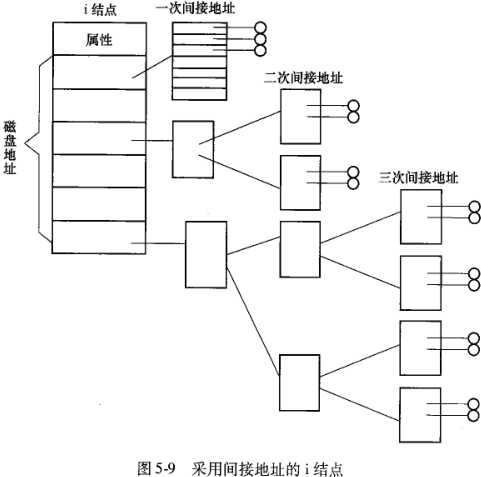 i 结点
一次间接地址
属性
二次间接地址
磁盘地址
三次间接地址
图 5-9 采用间接地址的 i 结点